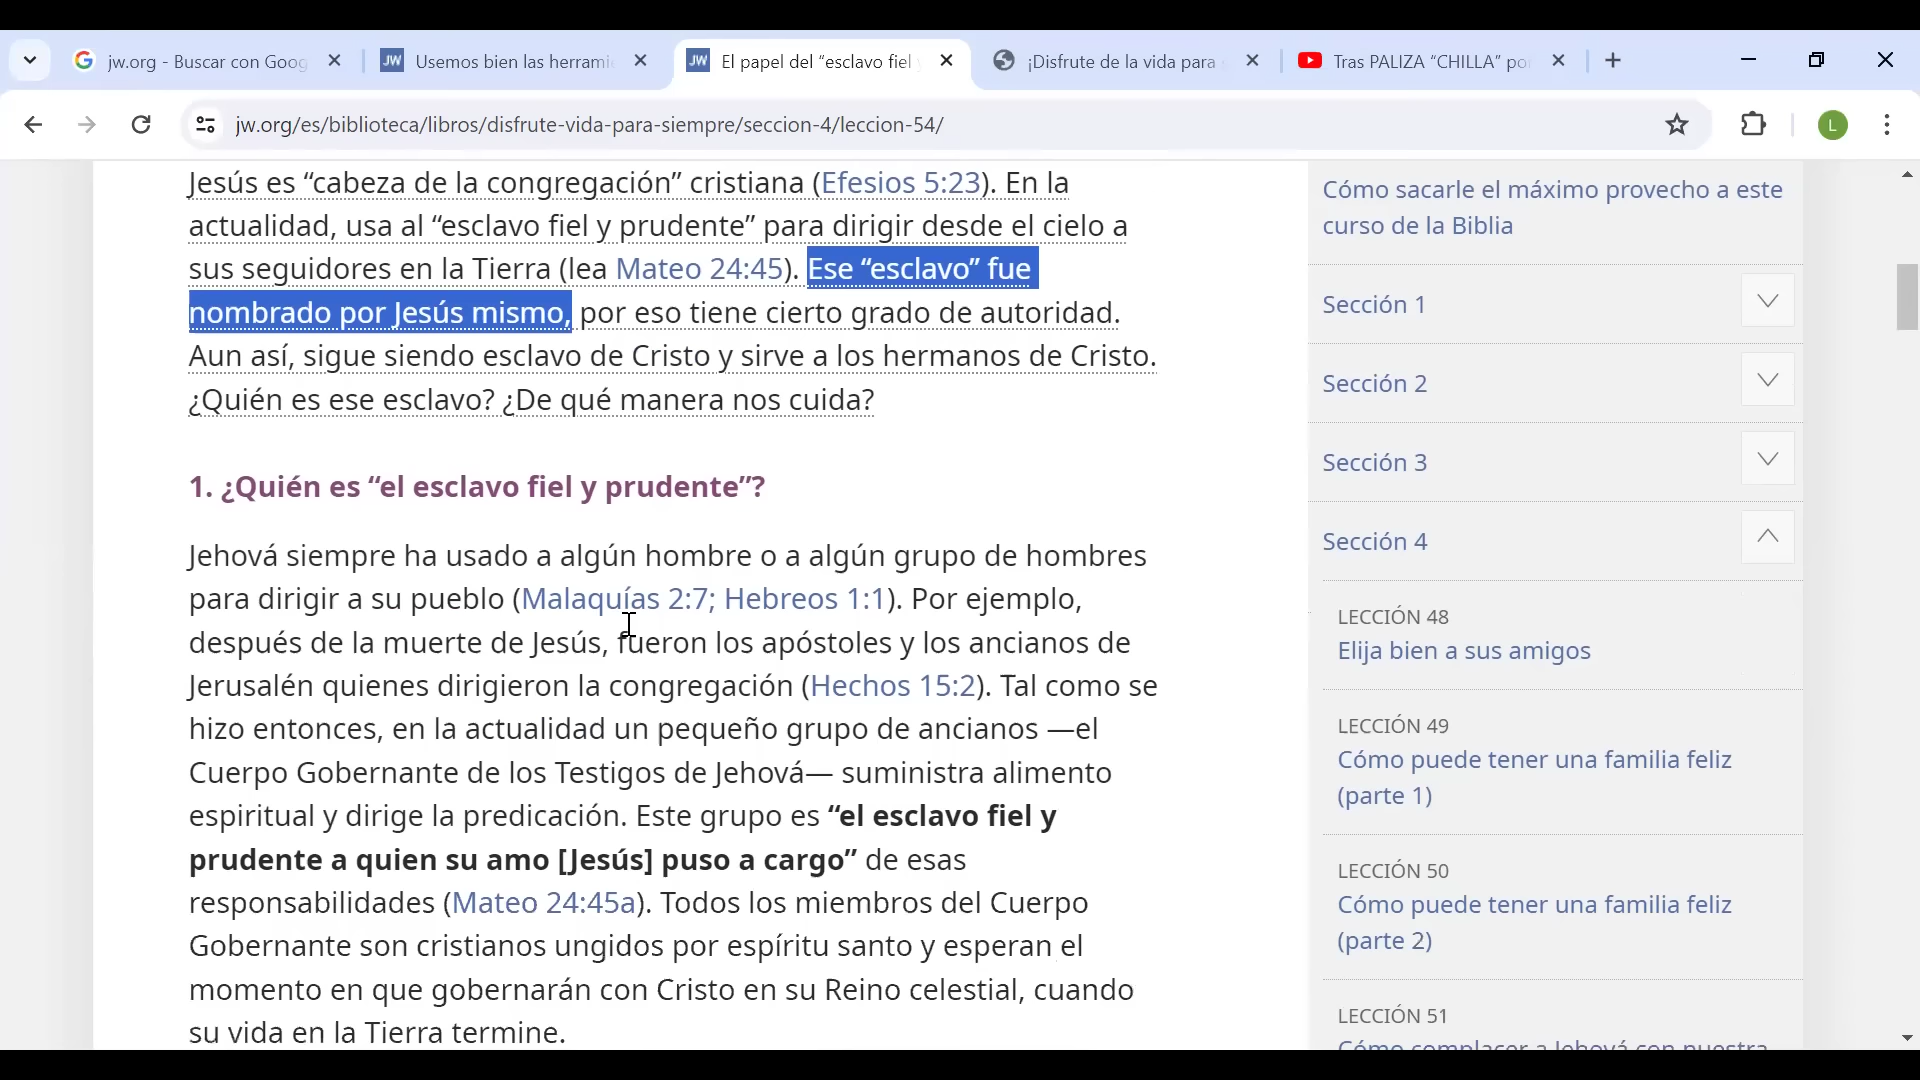 jw.org - Buscar con Goog
Usemos bien las herrami
El papel del “esclavo fiel
¡Disfrute de la vida para
Tras PALIZA “CHILLA” po
jw.org/es/biblioteca/libros/disfrute-vida-para-siempre/seccion-4/leccion-54/
L
Jesús es “cabeza de la congregación” cristiana (Efesios 5:23). En la
actualidad, usa al “esclavo fiel y prudente” para dirigir desde el cielo a
sus seguidores en la Tierra (lea Mateo 24:45). Ese “esclavo” fue
nombrado por Jesús mismo, por eso tiene cierto grado de autoridad.
Aun así, sigue siendo esclavo de Cristo y sirve a los hermanos de Cristo.
¿Quién es ese esclavo? ¿De qué manera nos cuida?
1. ¿Quién es “el esclavo fiel y prudente”?
Jehová siempre ha usado a algún hombre o a algún grupo de hombres
para dirigir a su pueblo (Malaquías 2:7; Hebreos 1:1). Por ejemplo,
después de la muerte de Jesús, fueron los apóstoles y los ancianos de
Jerusalén quienes dirigieron la congregación (Hechos 15:2). Tal como se
hizo entonces, en la actualidad un pequeño grupo de ancianos —el
Cuerpo Gobernante de los Testigos de Jehová— suministra alimento
espiritual y dirige la predicación. Este grupo es “el esclavo fiel y
prudente a quien su amo [Jesús] puso a cargo” de esas
responsabilidades (Mateo 24:45a). Todos los miembros del Cuerpo
Gobernante son cristianos ungidos por espíritu santo y esperan el
momento en que gobernarán con Cristo en su Reino celestial, cuando
su vida en la Tierra termine.
Cómo sacarle el máximo provecho a este
curso de la Biblia
Sección 1
Sección 2
Sección 3
Sección 4
LECCIÓN 48
Elija bien a sus amigos
LECCIÓN 49
Cómo puede tener una familia feliz
(parte 1)
LECCIÓN 50
Cómo puede tener una familia feliz
(parte 2)
LECCIÓN 51
Cómo complacer a Jehová con nuestra